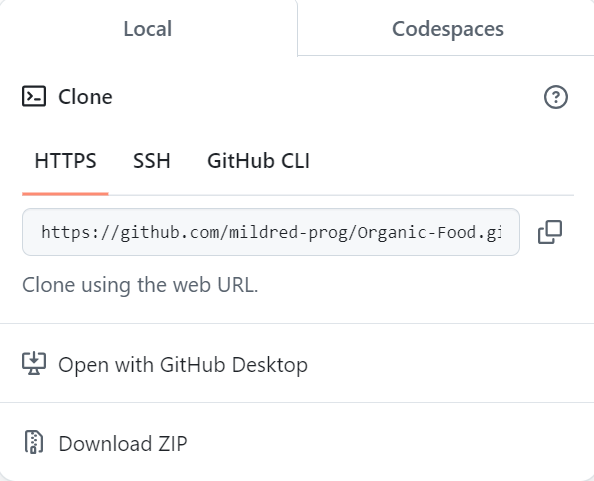 Local Codespaces
Clone
HTTPS SSH GitHub CLI
https://github.com/mildred-prog/Organic-Food.gi
Clone using the web URL.
Open with GitHub Desktop
Download ZIP